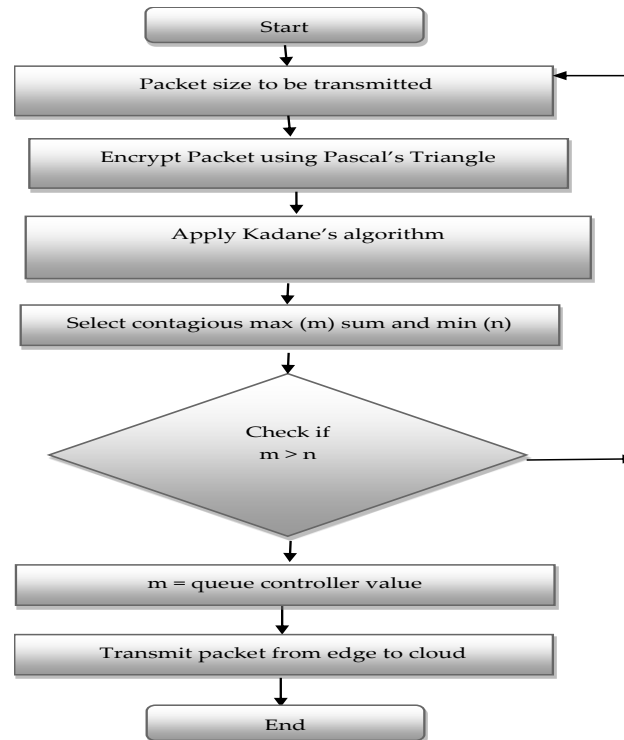 Start
Packet size to be transmitted
Encrypt Packet using Pascal's Triangle
Apply Kadane's algorithm
Select contagious max (m) sum and min (n)
Check if
m > n
m = queue controller value
Transmit packet from edge to cloud
End